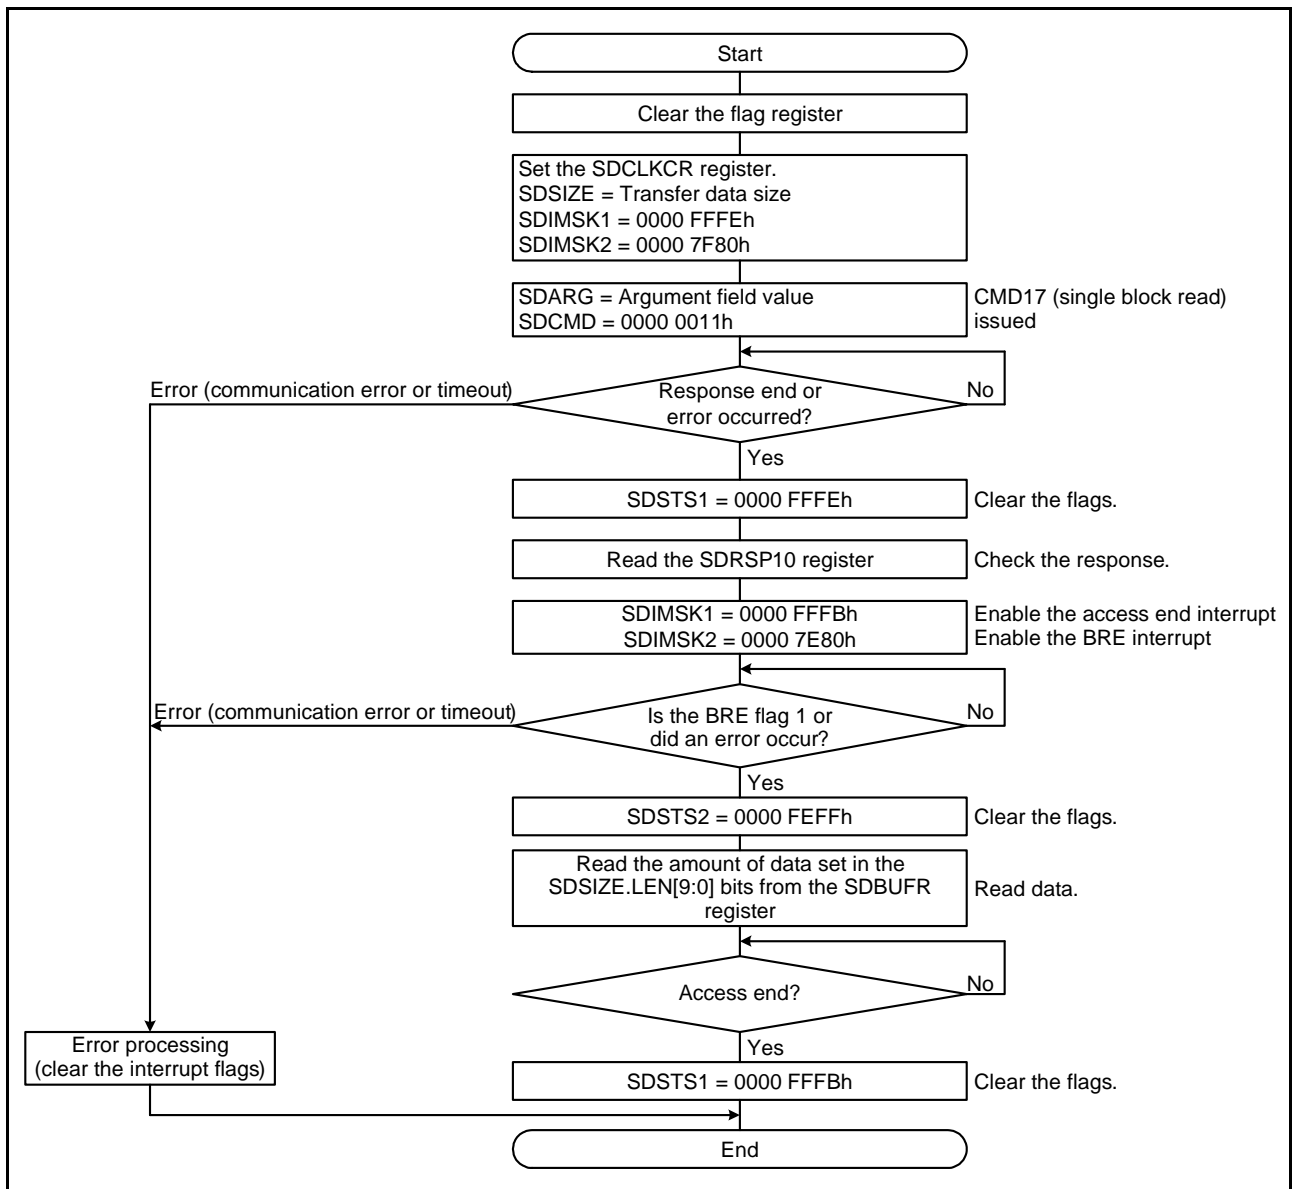 Start
Clear the flag register
Set the SDCLKCR register.
SDSIZE = Transfer data size
SDIMSK1 = 0000 FFFEh
SDIMSK2 = 0000 7F80h
SDARG = Argument field value
SDCMD = 0000 0011h
CMD17 (single block read)
issued
Error (communication error or timeout)
Response end or
error occurred?
No
Yes
SDSTS1 = 0000 FFFEh
Clear the flags.
Read the SDRSP10 register
Check the response.
SDIMSK1 = 0000 FFFBh
SDIMSK2 = 0000 7E80h
Enable the access end interrupt
Enable the BRE interrupt
Error (communication error or timeout)
Is the BRE flag 1 or
did an error occur?
No
Yes
SDSTS2 = 0000 FEFFh
Clear the flags.
Read the amount of data set in the
SDSIZE.LEN[9:0] bits from the SDBUFR
register
Read data.
Access end?
No
Yes
Error processing
(clear the interrupt flags)
SDSTS1 = 0000 FFFBh
Clear the flags.
End